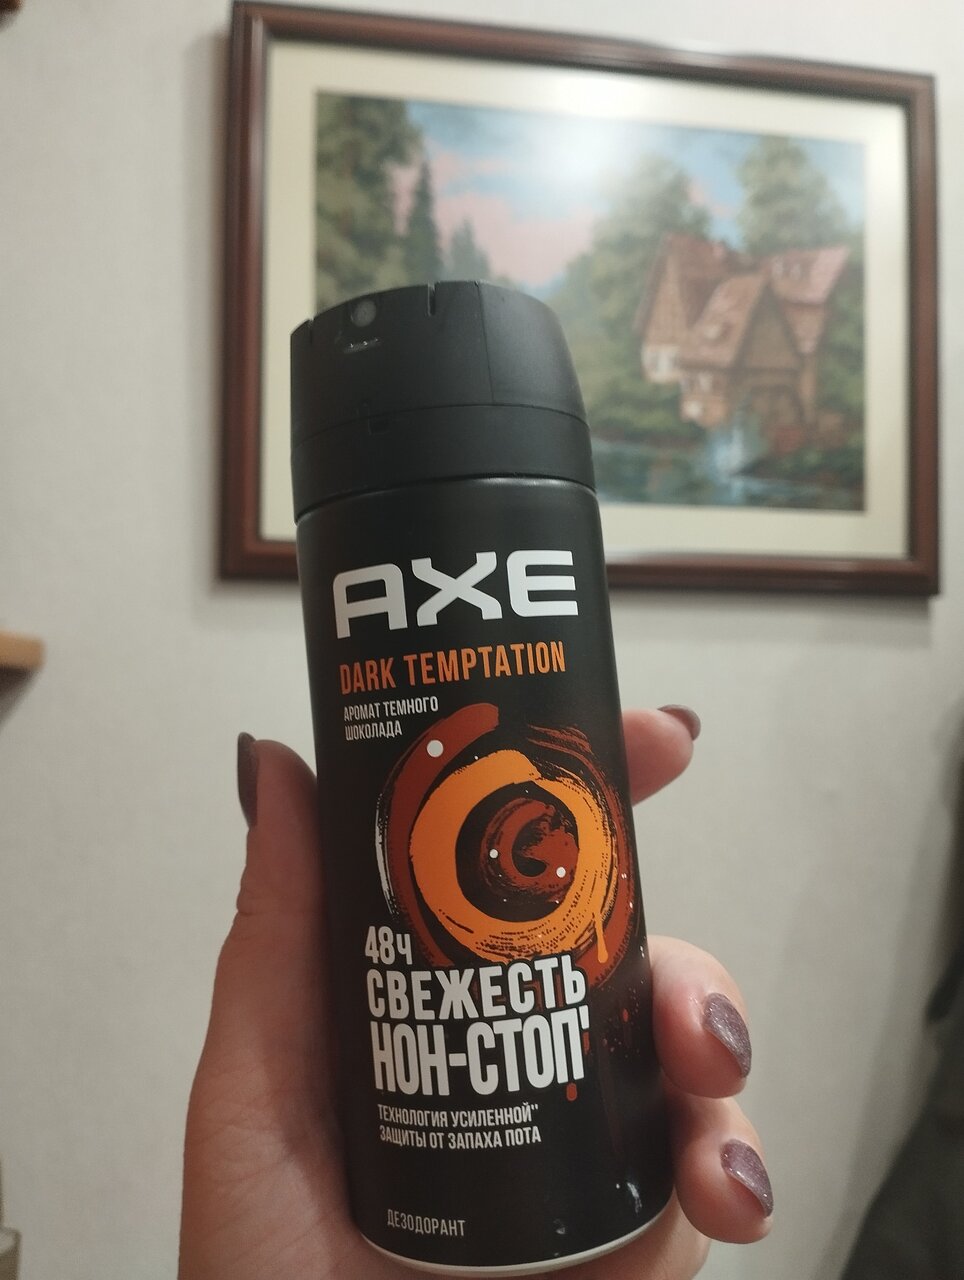 AXE
DARK TEMPTATION
АРОМАТ ТЕМНОГО
ШОКОЛАДА
48Ч
СВЕЖЕСТЬ
НОН-СТОП'
ТЕХНОЛОГИЯ УСИЛЕННОЙ''
ЗАЩИТЫ ОТ ЗАПАХА ПОТА
ДЕЗОДОРАНТ